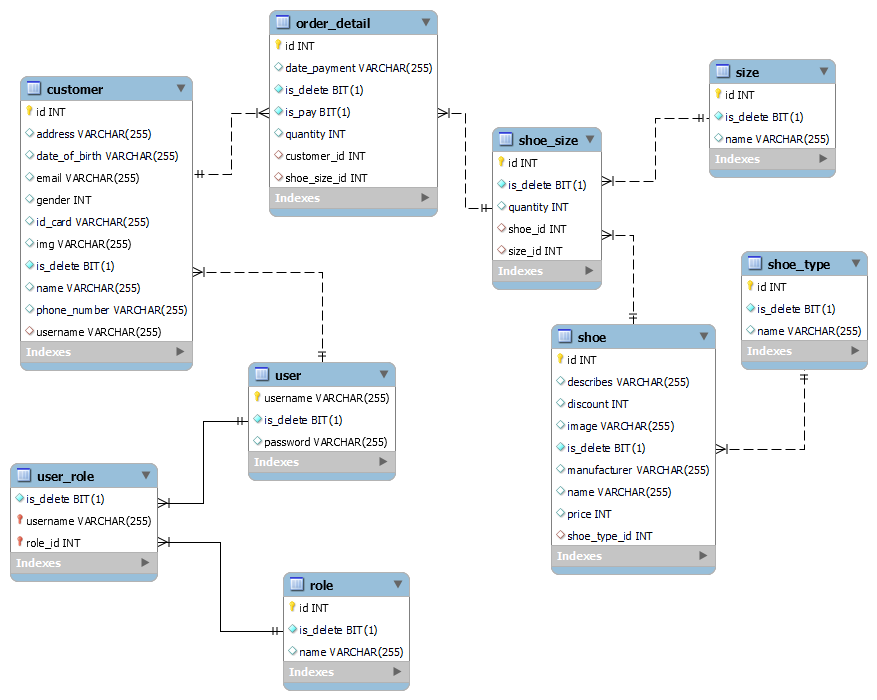 order_detail
id INT
date_payment VARCHAR(255)
is_delete BIT(1)
is_pay BIT(1)
quantity INT
customer_id INT
shoe_size_id INT
Indexes
customer
id INT
address VARCHAR(255)
date_of_birth VARCHAR(255)
email VARCHAR(255)
gender INT
id_card VARCHAR(255)
img VARCHAR(255)
is_delete BIT(1)
name VARCHAR(255)
phone_number VARCHAR(255)
username VARCHAR(255)
Indexes
size
id INT
is_delete BIT(1)
name VARCHAR(255)
Indexes
shoe_size
id INT
is_delete BIT(1)
quantity INT
shoe_id INT
size_id INT
Indexes
shoe_type
id INT
is_delete BIT(1)
name VARCHAR(255)
Indexes
shoe
id INT
describes VARCHAR(255)
discount INT
image VARCHAR(255)
is_delete BIT(1)
manufacturer VARCHAR(255)
name VARCHAR(255)
price INT
shoe_type_id INT
Indexes
user
username VARCHAR(255)
is_delete BIT(1)
password VARCHAR(255)
Indexes
user_role
is_delete BIT(1)
username VARCHAR(255)
role_id INT
Indexes
role
id INT
is_delete BIT(1)
name VARCHAR(255)
Indexes